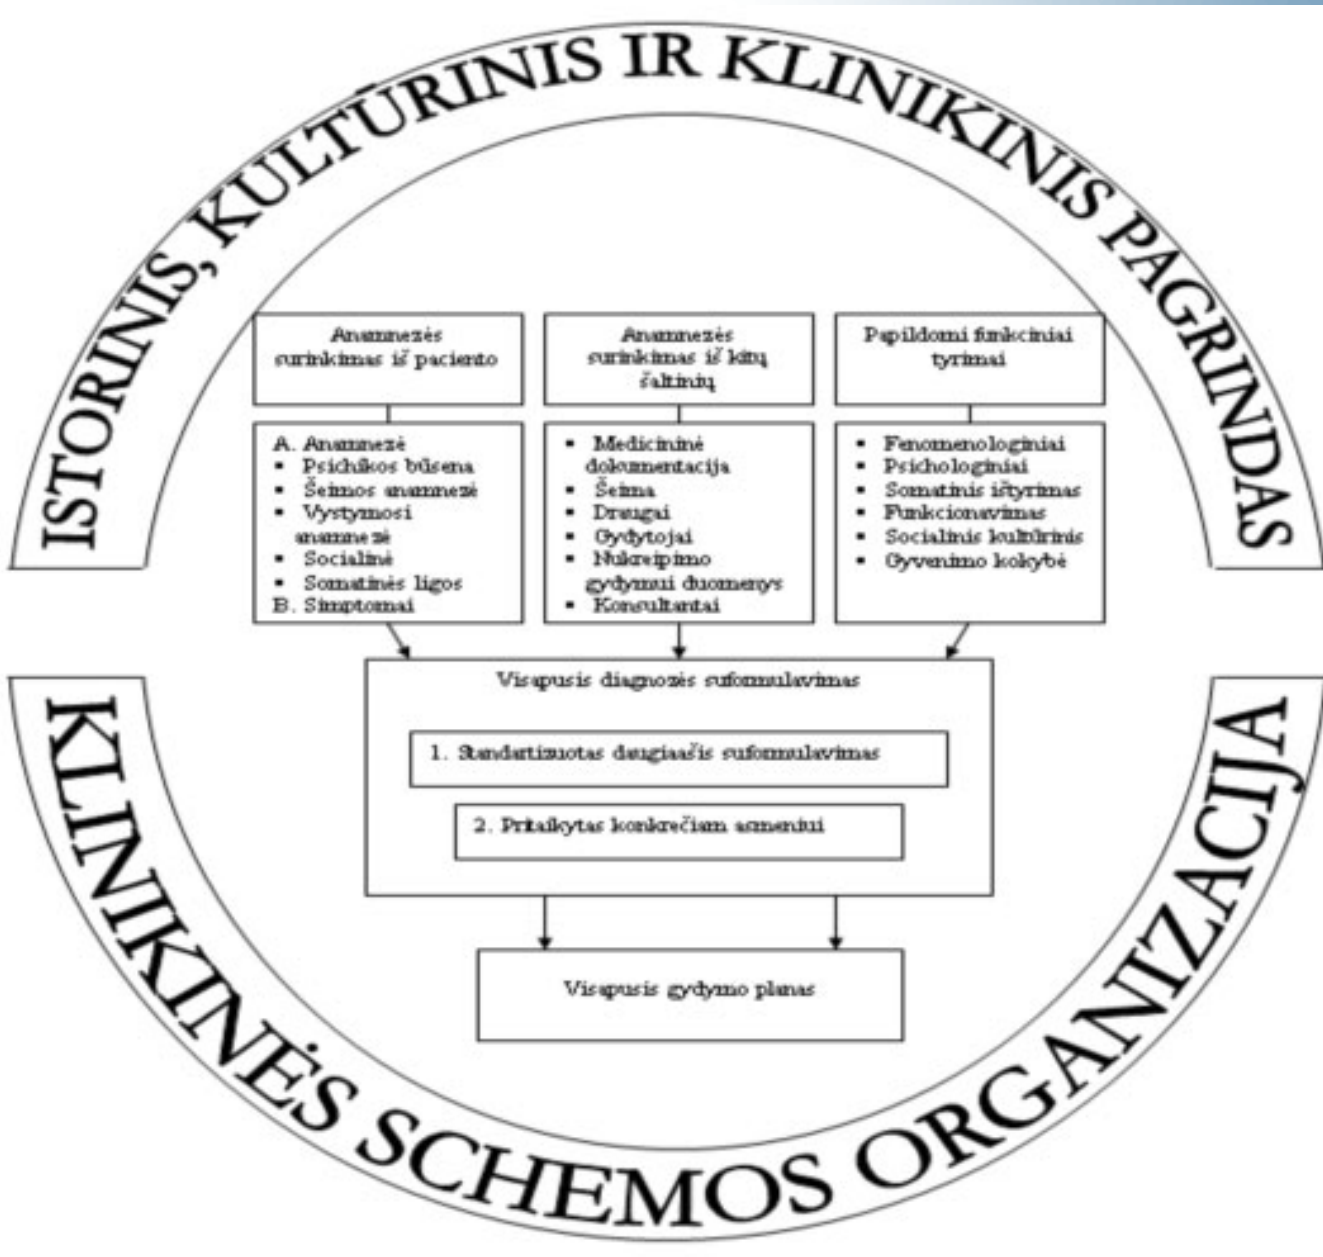 ISTORINIS, KULTŪRINIS IR KLINIKINIS PAGRINDAS
Anamnezės
surinkimas iš paciento
Anamnezės
surinkimas iš kitų
šaltinių
Papildomi funkciniai
tyrimai
A. Anamnezė
▪ Psichikos būsena
▪ Šeimos anamnezė
▪ Vystymosi
anamnezė
▪ Socialinė
▪ Somatinės ligos
B. Simptomai
▪ Medicininė
dokumentacija
▪ Šeima
▪ Draugai
▪ Gydytojai
▪ Nukreipimo
gydymui duomenys
▪ Konsultantai
▪ Fenomenologiniai
▪ Psichologiniai
▪ Somatinis ištyrimas
▪ Funkcionavimas
▪ Socialinis kultūrinis
▪ Gyvenimo kokybė
Visapusis diagnozės suformulavimas
1. Standartizuotas daugiaašis suformulavimas
2. Pritaikytas konkrečiam asmeniui
Visapusis gydymo planas
KLINIKINĖS SCHEMOS ORGANIZACIJA